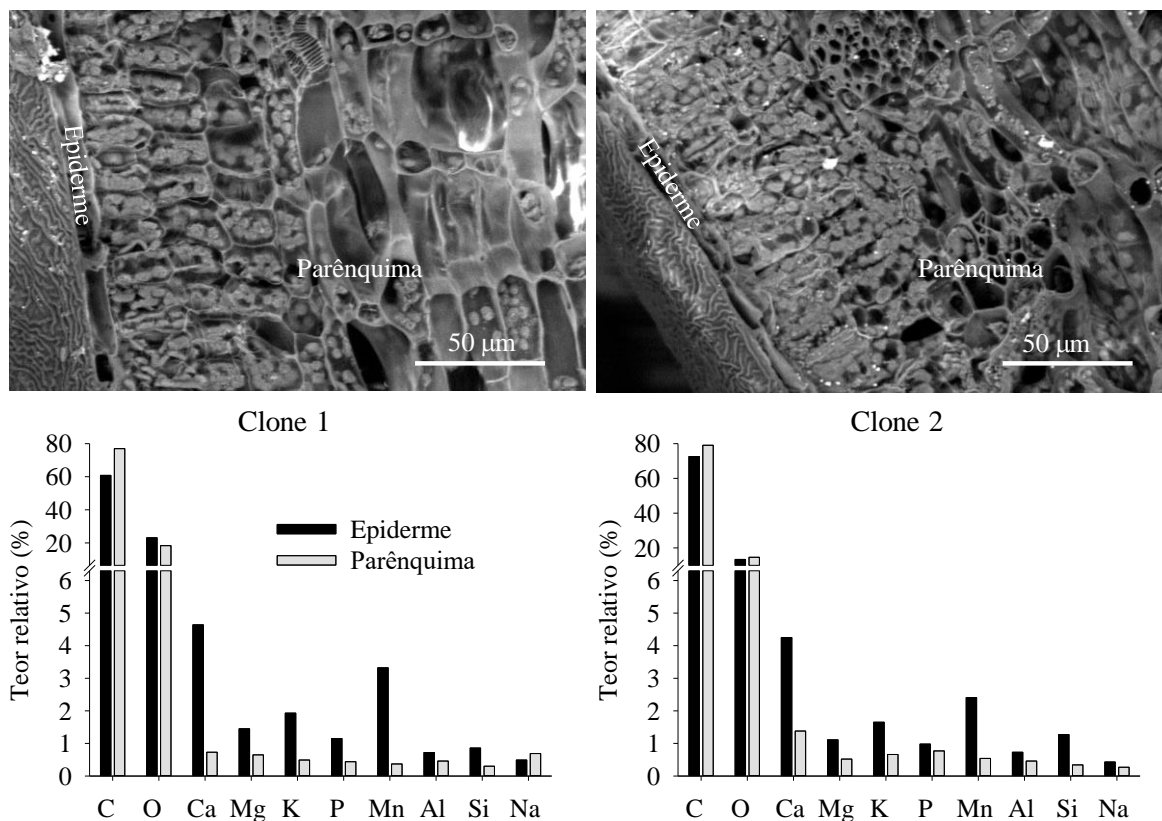 Epiderme
Parênquima
50 μm
Epiderme
Parênquima
50 μm
Clone 1
Teor relativo (%)
80
60
40
20
6
5
4
3
2
1
0
Epiderme
Parênquima
C O Ca Mg K P Mn Al Si Na
Clone 2
Teor relativo (%)
80
60
40
20
6
5
4
3
2
1
0
C O Ca Mg K P Mn Al Si Na